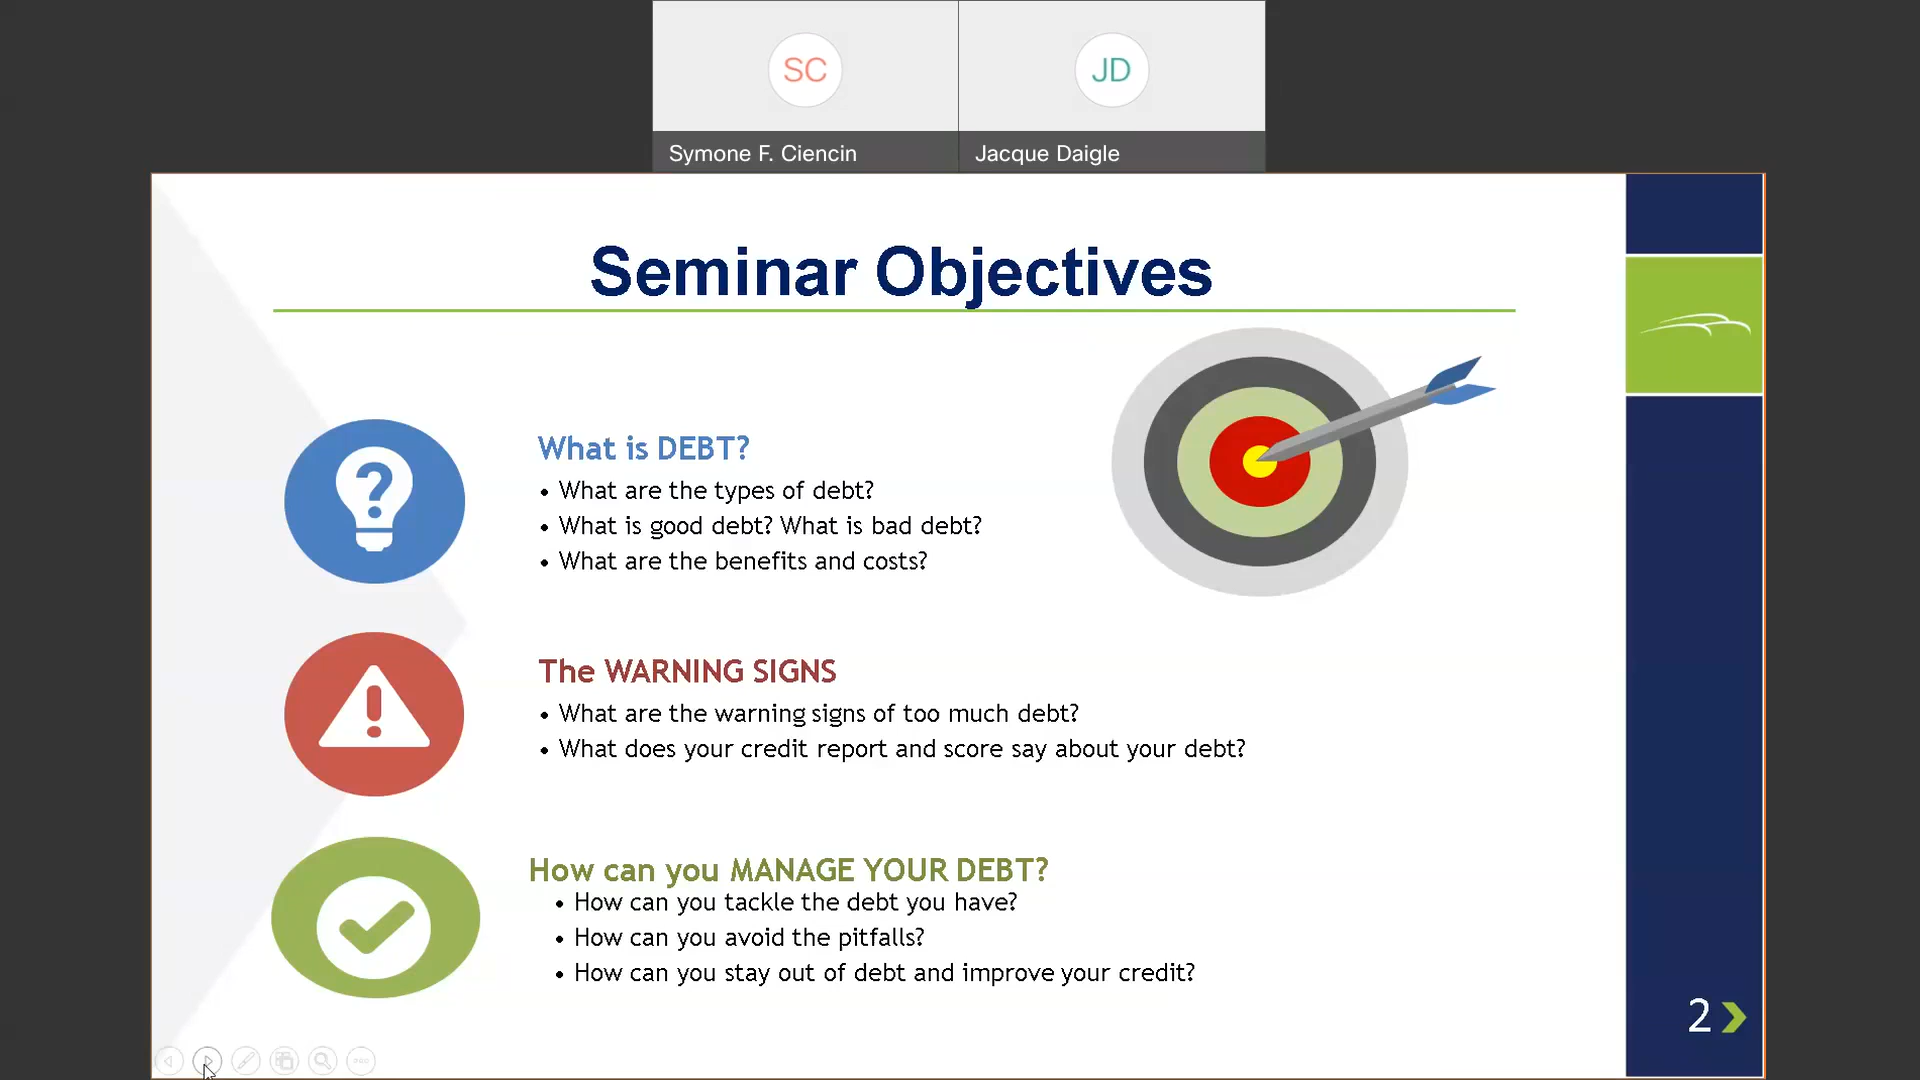 SC
JD
Symone F. Ciencin
Jacque Daigle
Seminar Objectives
What is DEBT?
• What are the types of debt?
• What is good debt? What is bad debt?
• What are the benefits and costs?
The WARNING SIGNS
• What are the warning signs of too much debt?
• What does your credit report and score say about your debt?
How can you MANAGE YOUR DEBT?
• How can you tackle the debt you have?
• How can you avoid the pitfalls?
• How can you stay out of debt and improve your credit?
2